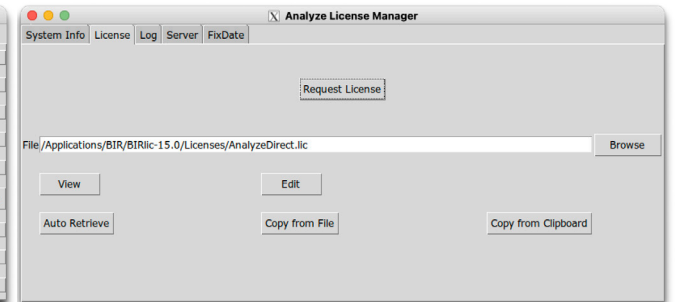 Analyze License Manager
System Info License Log Server FixDate
Request License
File /Applications/BIR/BIRlic-15.0/Licenses/AnalyzeDirect.lic Browse
View Edit
Auto Retrieve Copy from File Copy from Clipboard